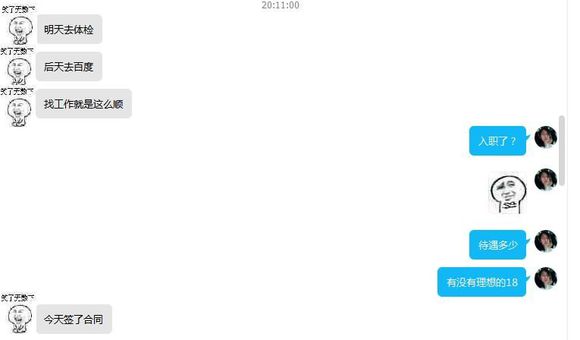 20:11:00
笑了无数下
明天去体检
笑了无数下
后天去百度
笑了无数下
找工作就是这么顺
入职了？
待遇多少
有没有理想的18
笑了无数下
今天签了合同